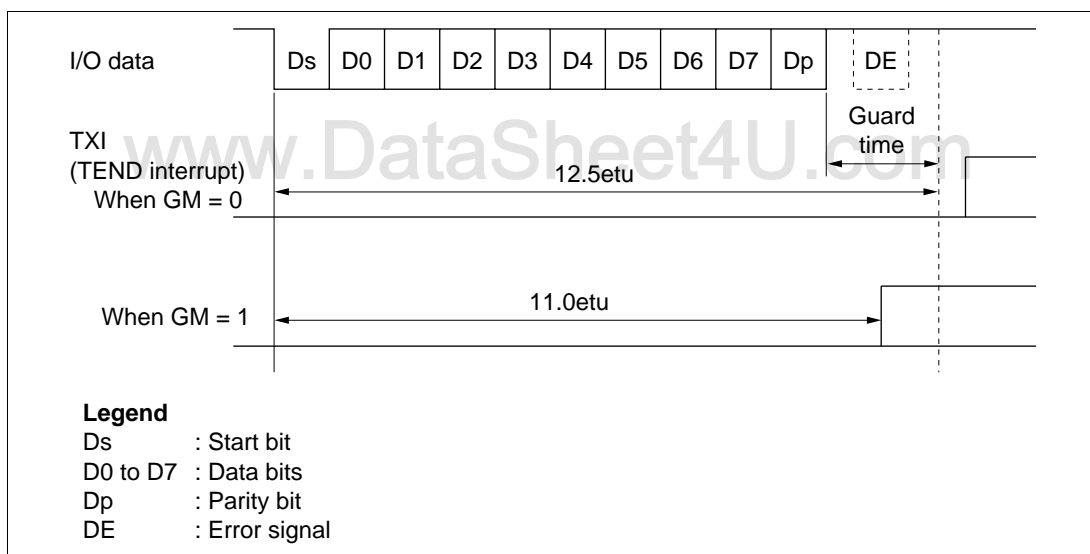 I/O data
Ds D0 D1 D2 D3 D4 D5 D6 D7 Dp DE
Guard
time
TXI
(TEND interrupt)
When GM = 0
12.5etu
www.DataSheet4U.com
When GM = 1
11.0etu
Legend
Ds : Start bit
D0 to D7 : Data bits
Dp : Parity bit
DE : Error signal